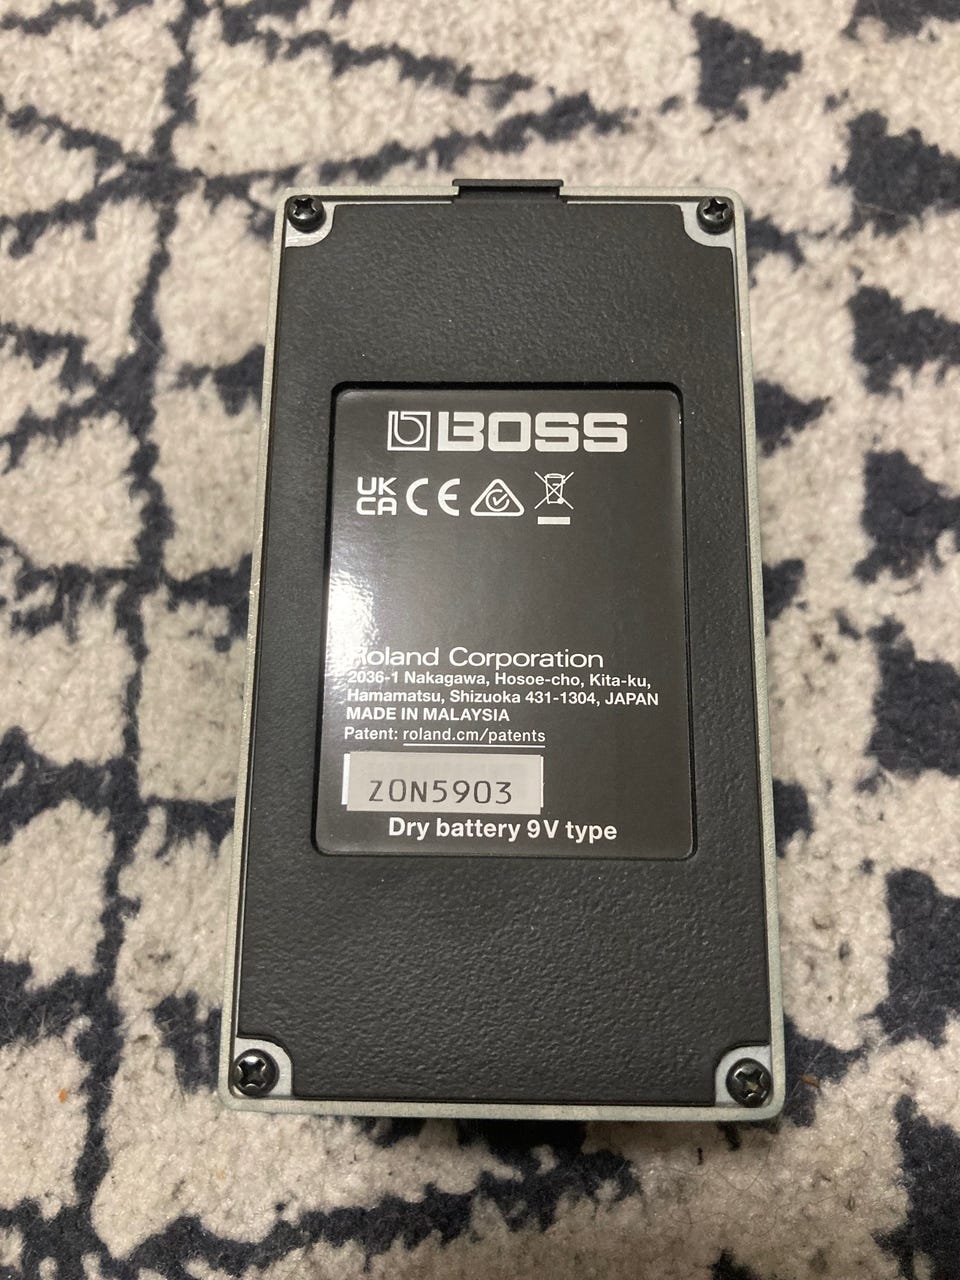 BOSS
UK
CA CE
Roland Corporation
2036-1 Nakagawa, Hosoe-cho, Kita-ku,
Hamamatsu, Shizuoka 431-1304, JAPAN
MADE IN MALAYSIA
Patent: roland.cm/patents
Z0N5903
Dry battery 9V type